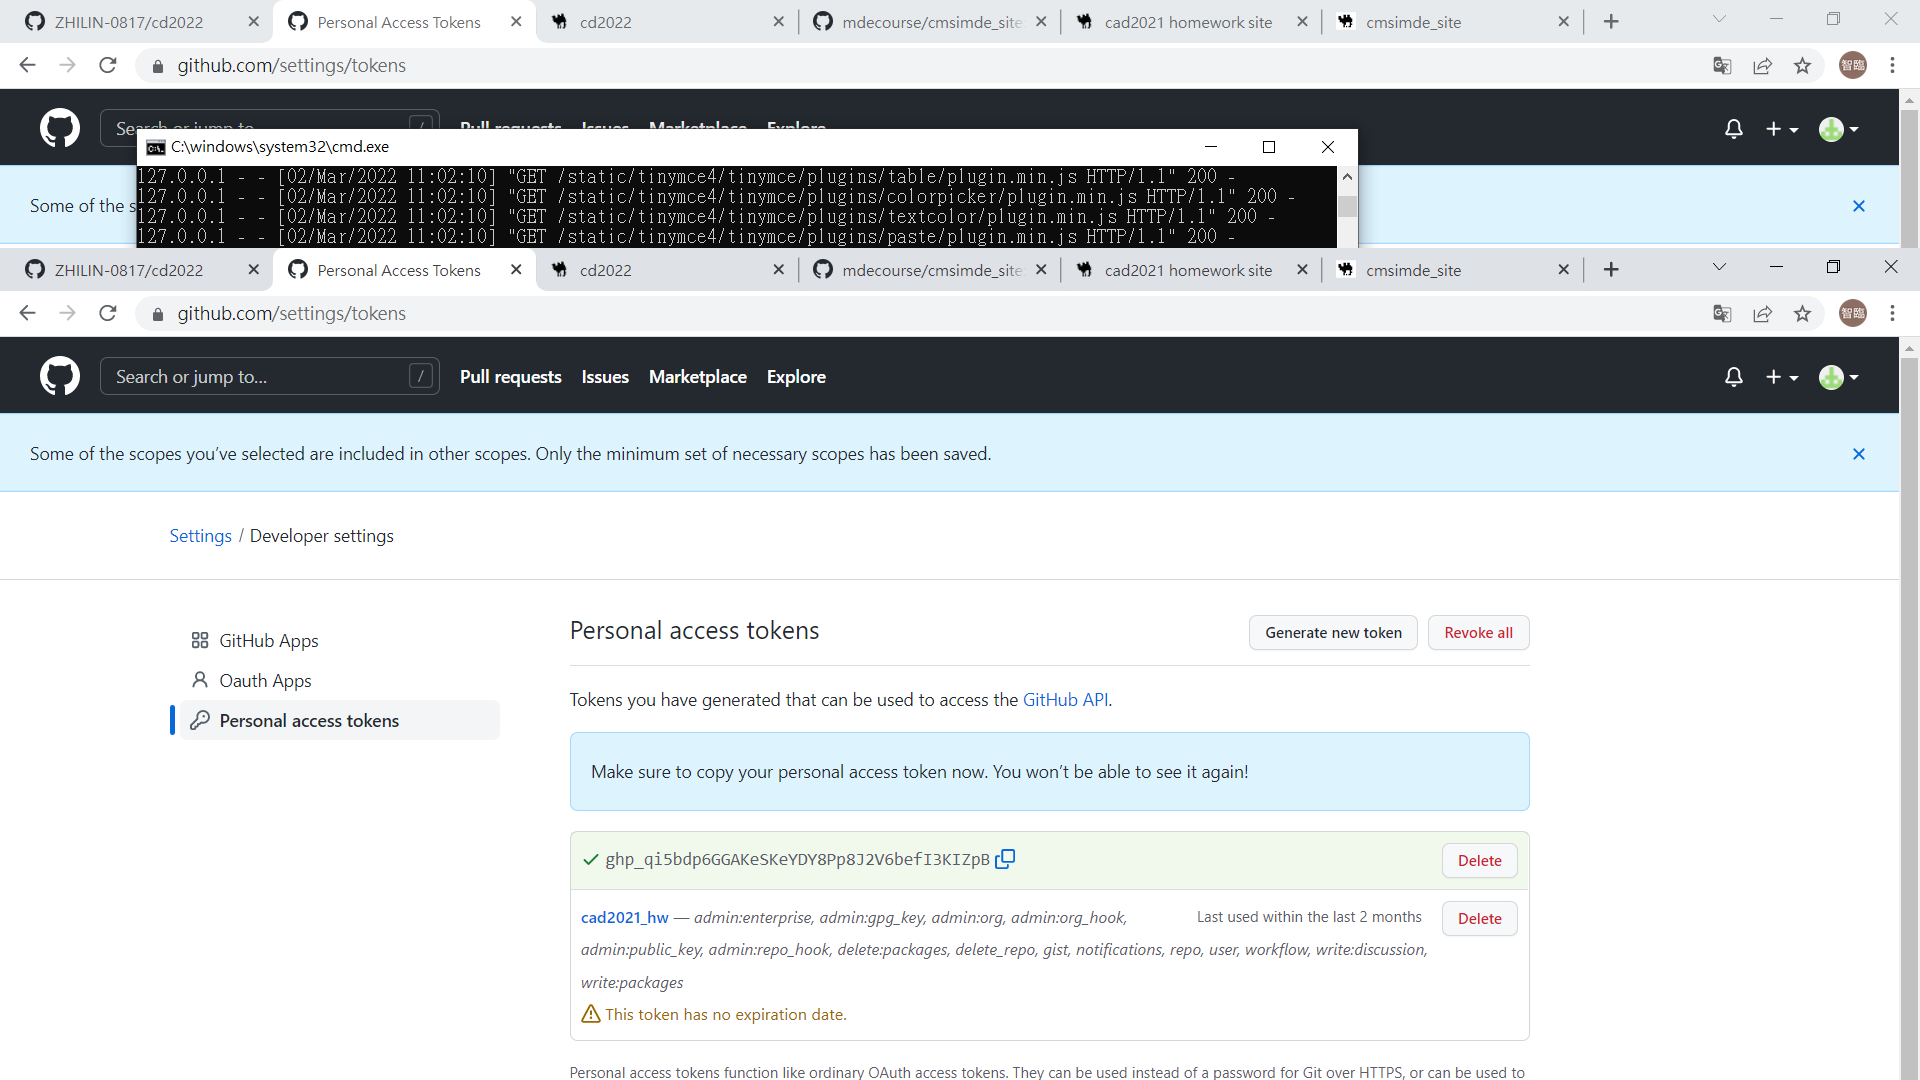 ZHILIN-0817/cd2022
Personal Access Tokens
cd2022
mdecourse/cmsimde_site
cad2021 homework site
cmsimde_site
github.com/settings/tokens
智臨
Search or jump to...
/
Pull requests
Issues
Marketplace
Explore
C:\windows\system32\cmd.exe
127.0.0.1 - - [02/Mar/2022 11:02:10] "GET /static/tinymce4/tinymce/plugins/table/plugin.min.js HTTP/1.1" 200 -
127.0.0.1 - - [02/Mar/2022 11:02:10] "GET /static/tinymce4/tinymce/plugins/colorpicker/plugin.min.js HTTP/1.1" 200 -
127.0.0.1 - - [02/Mar/2022 11:02:10] "GET /static/tinymce4/tinymce/plugins/textcolor/plugin.min.js HTTP/1.1" 200 -
127.0.0.1 - - [02/Mar/2022 11:02:10] "GET /static/tinymce4/tinymce/plugins/paste/plugin.min.js HTTP/1.1" 200 -
Some of the s
ZHILIN-0817/cd2022
Personal Access Tokens
cd2022
mdecourse/cmsimde_site
cad2021 homework site
cmsimde_site
github.com/settings/tokens
智臨
Search or jump to...
/
Pull requests
Issues
Marketplace
Explore
Some of the scopes you've selected are included in other scopes. Only the minimum set of necessary scopes has been saved.
Settings / Developer settings
GitHub Apps
Oauth Apps
Personal access tokens
Personal access tokens
Generate new token
Revoke all
Tokens you have generated that can be used to access the GitHub API.
Make sure to copy your personal access token now. You won't be able to see it again!
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
Delete
cad2021_hw — admin:enterprise, admin:gpg_key, admin:org, admin:org_hook,
Last used within the last 2 months
Delete
admin:public_key, admin:repo_hook, delete:packages, delete_repo, gist, notifications, repo, user, workflow, write:discussion,
write:packages
This token has no expiration date.
Personal access tokens function like ordinary OAuth access tokens. They can be used instead of a password for Git over HTTPS, or can be used to